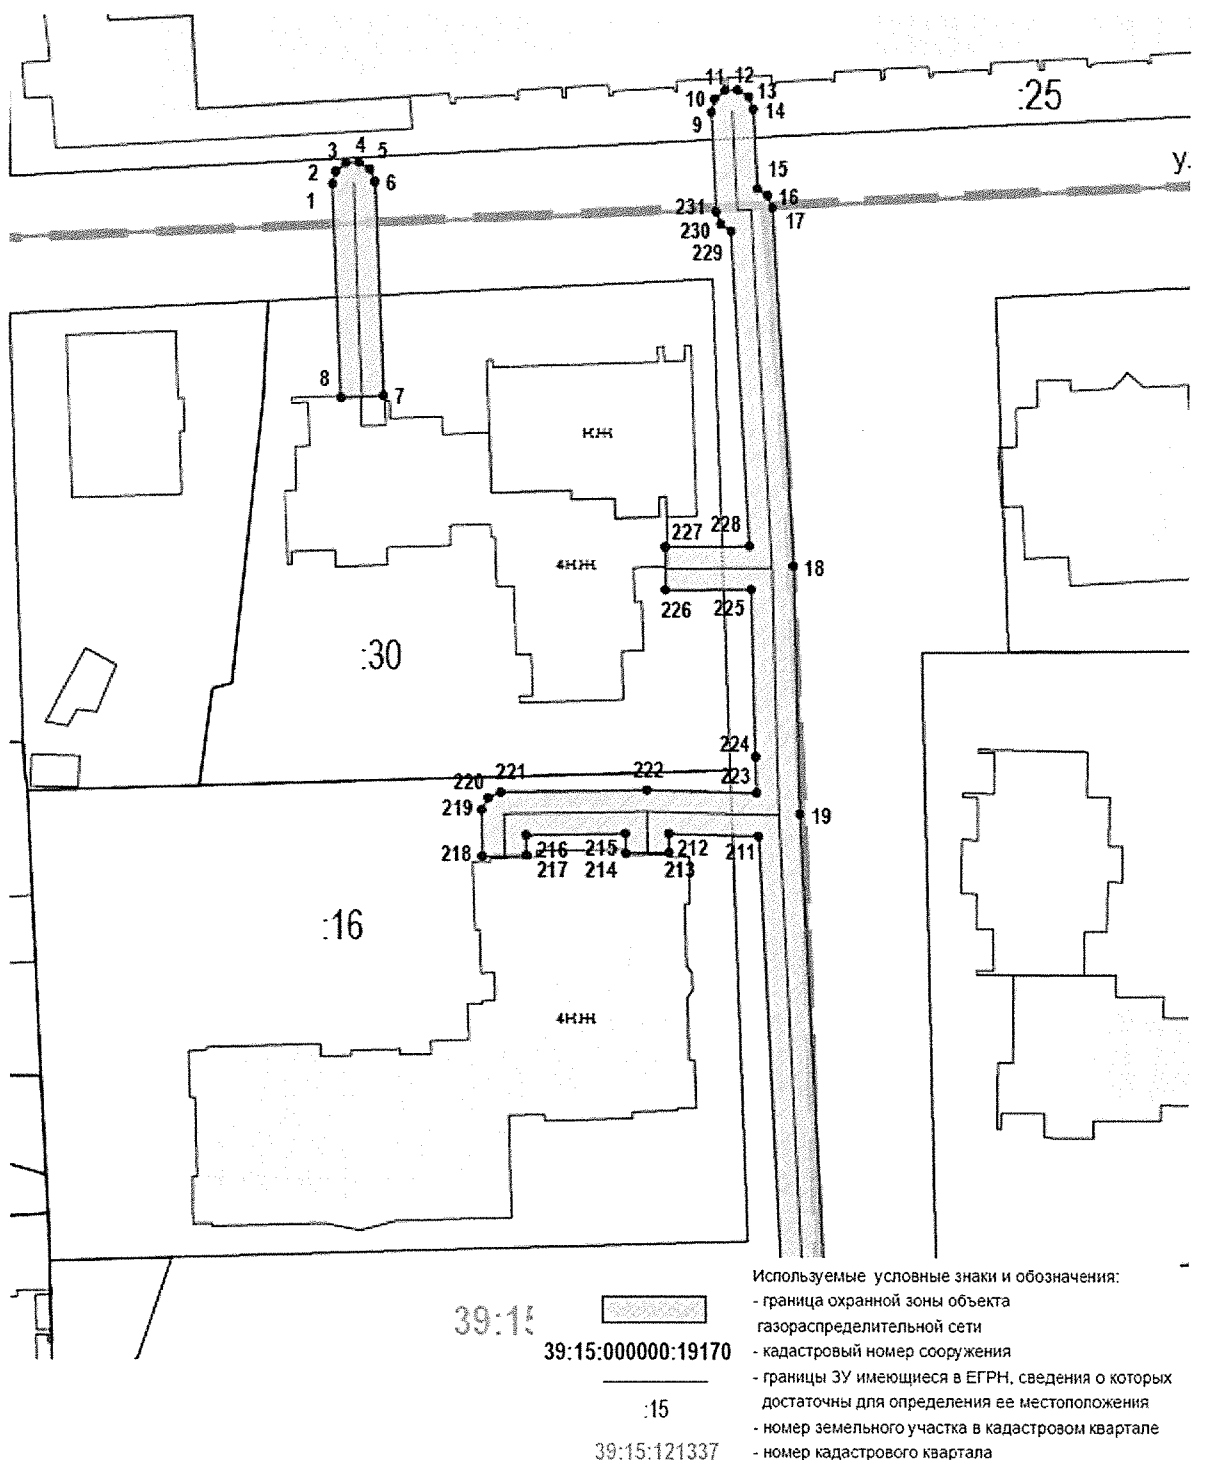 11 12
10 13
:25
9 14
4
3 5
2 6
1
15
у.
231 16
230 17
229
8 7
КЖ
227 228
4КЖ
18
226 225
:30
224
221 222 223
220
219 19
218 216 215 212 211
217 214 213
:16
4КЖ
Используемые условные знаки и обозначения:
- граница охранной зоны объекта
газораспределительной сети
39:15:000000:19170 - кадастровый номер сооружения
- границы ЗУ имеющиеся в ЕГРН, сведения о которых
достаточны для определения ее местоположения
:15 - номер земельного участка в кадастровом квартале
39:15:121337 - номер кадастрового квартала